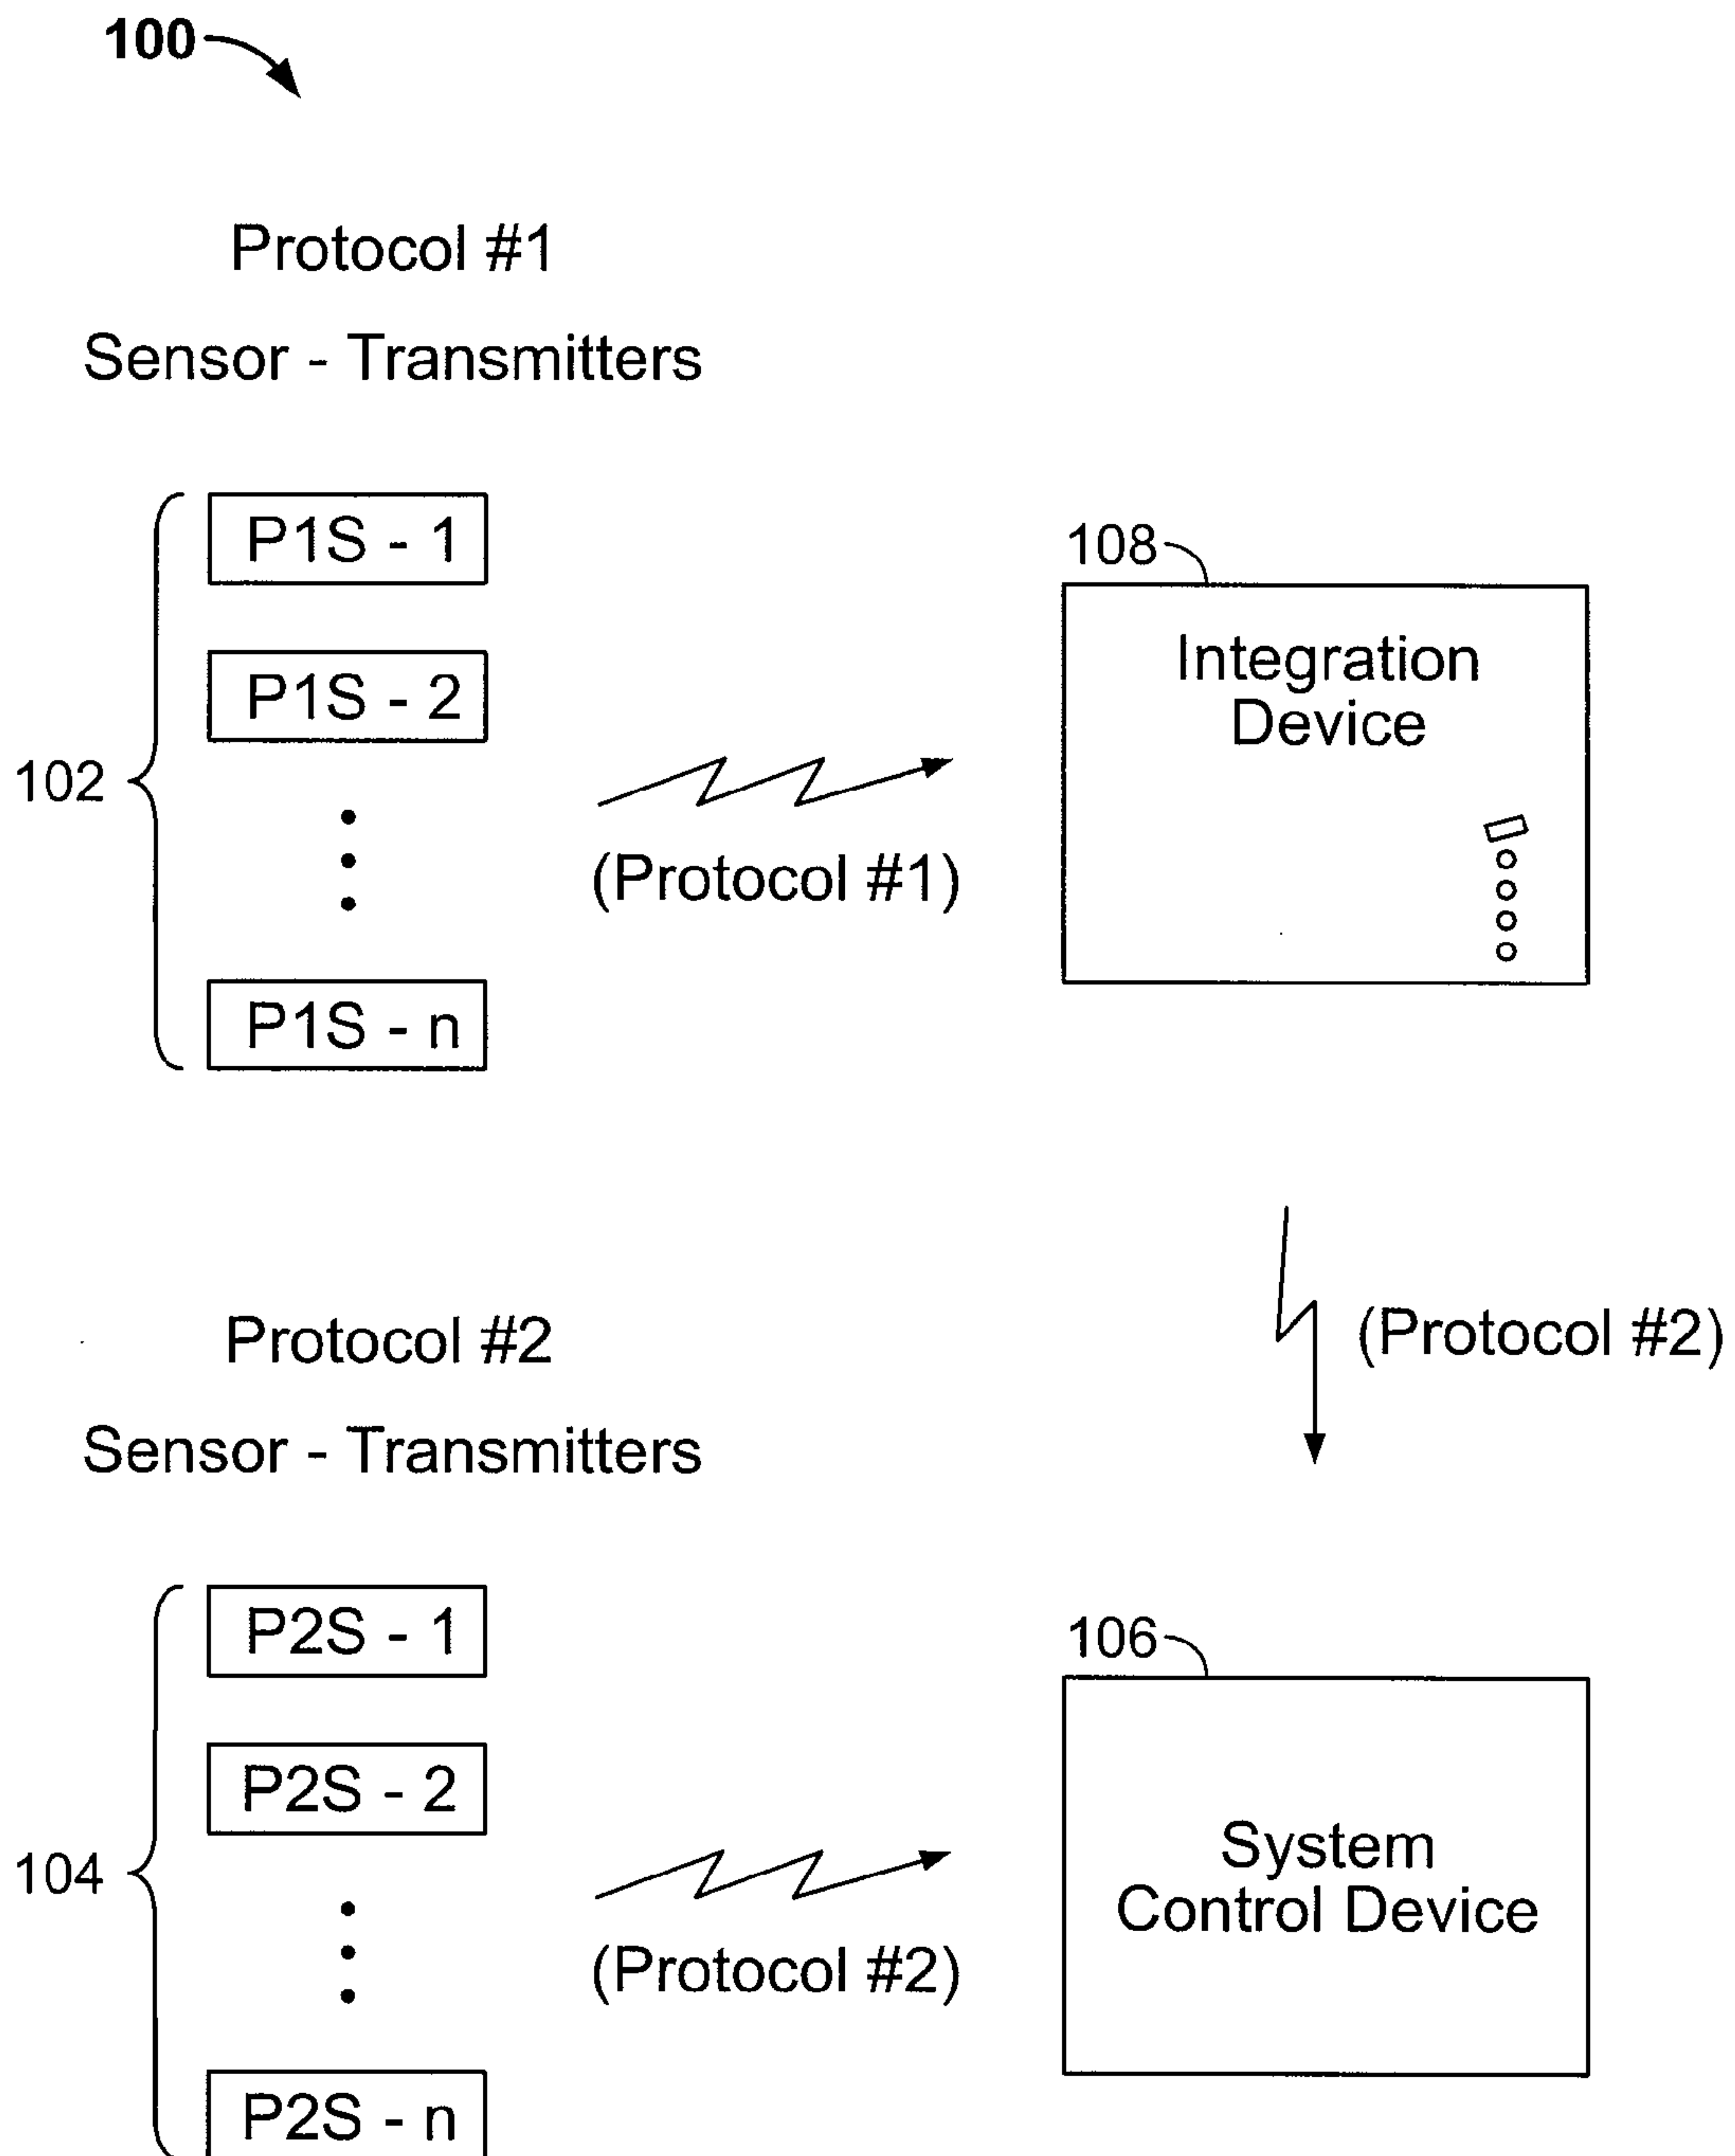 100
Protocol #1
Sensor - Transmitters
102
P1S - 1
P1S - 2
P1S - n
(Protocol #1)
108
Integration
Device
(Protocol #2)
Protocol #2
Sensor - Transmitters
104
P2S - 1
P2S - 2
P2S - n
(Protocol #2)
106
System
Control Device